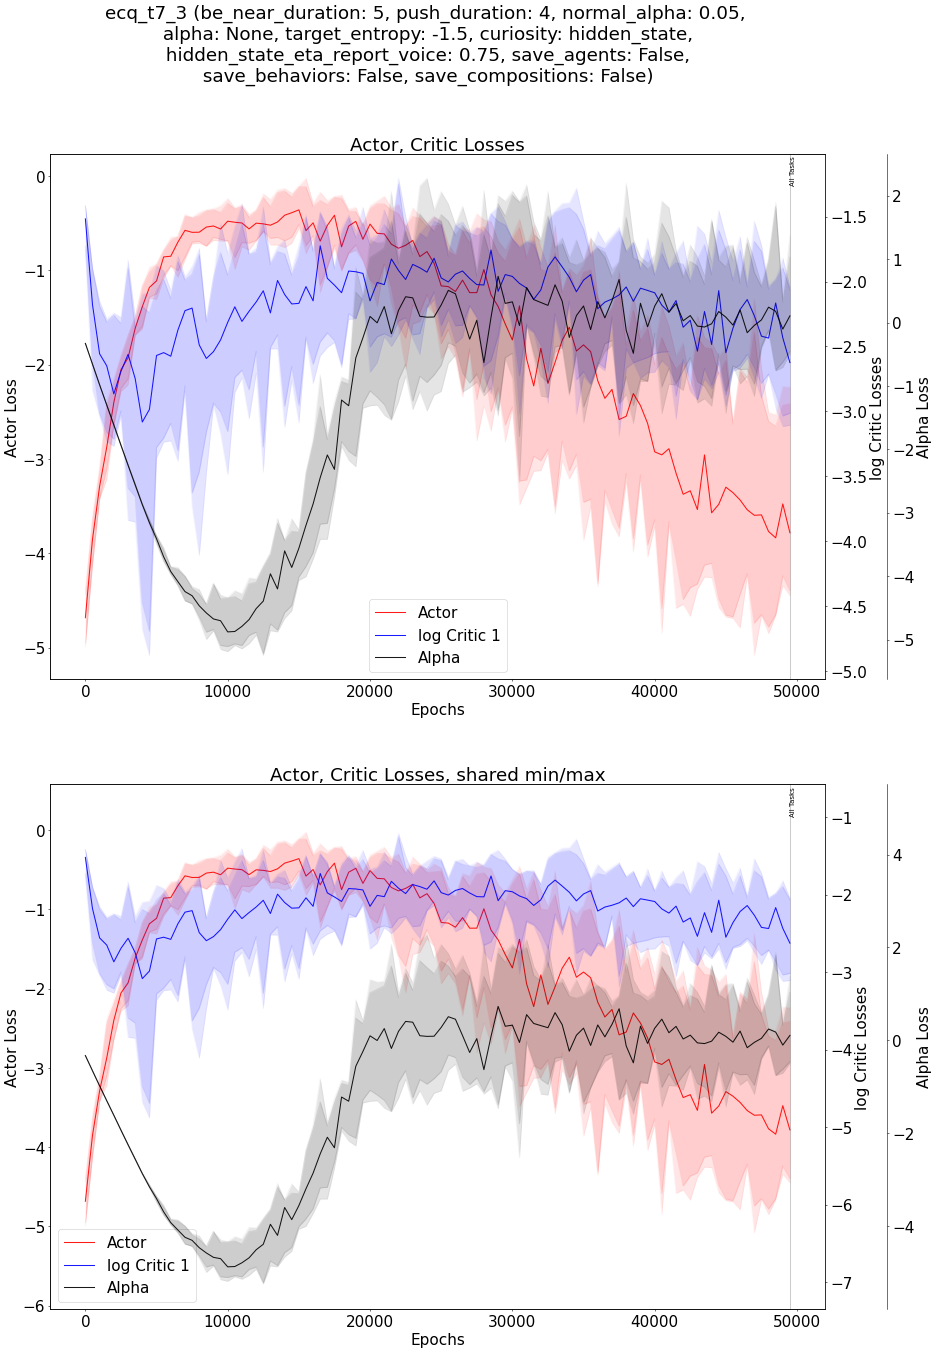 ecq_t7_3 (be_near_duration: 5, push_duration: 4, normal_alpha: 0.05,
alpha: None, target_entropy: -1.5, curiosity: hidden_state,
hidden_state_eta_report_voice: 0.75, save_agents: False,
save_behaviors: False, save_compositions: False)
Actor, Critic Losses
All Tasks
0
−1
−2
−3
−4
−5
Actor Loss
−1.5
−2.0
−2.5
−3.0
−3.5
−4.0
−4.5
−5.0
log Critic Losses
2
1
0
−1
−2
−3
−4
−5
Alpha Loss
Actor
log Critic 1
Alpha
0 10000 20000 30000 40000 50000
Epochs
Actor, Critic Losses, shared min/max
All Tasks
0
−1
−2
−3
−4
−5
−6
Actor Loss
−1
−2
−3
−4
−5
−6
−7
log Critic Losses
4
2
0
−2
−4
Alpha Loss
Actor
log Critic 1
Alpha
0 10000 20000 30000 40000 50000
Epochs